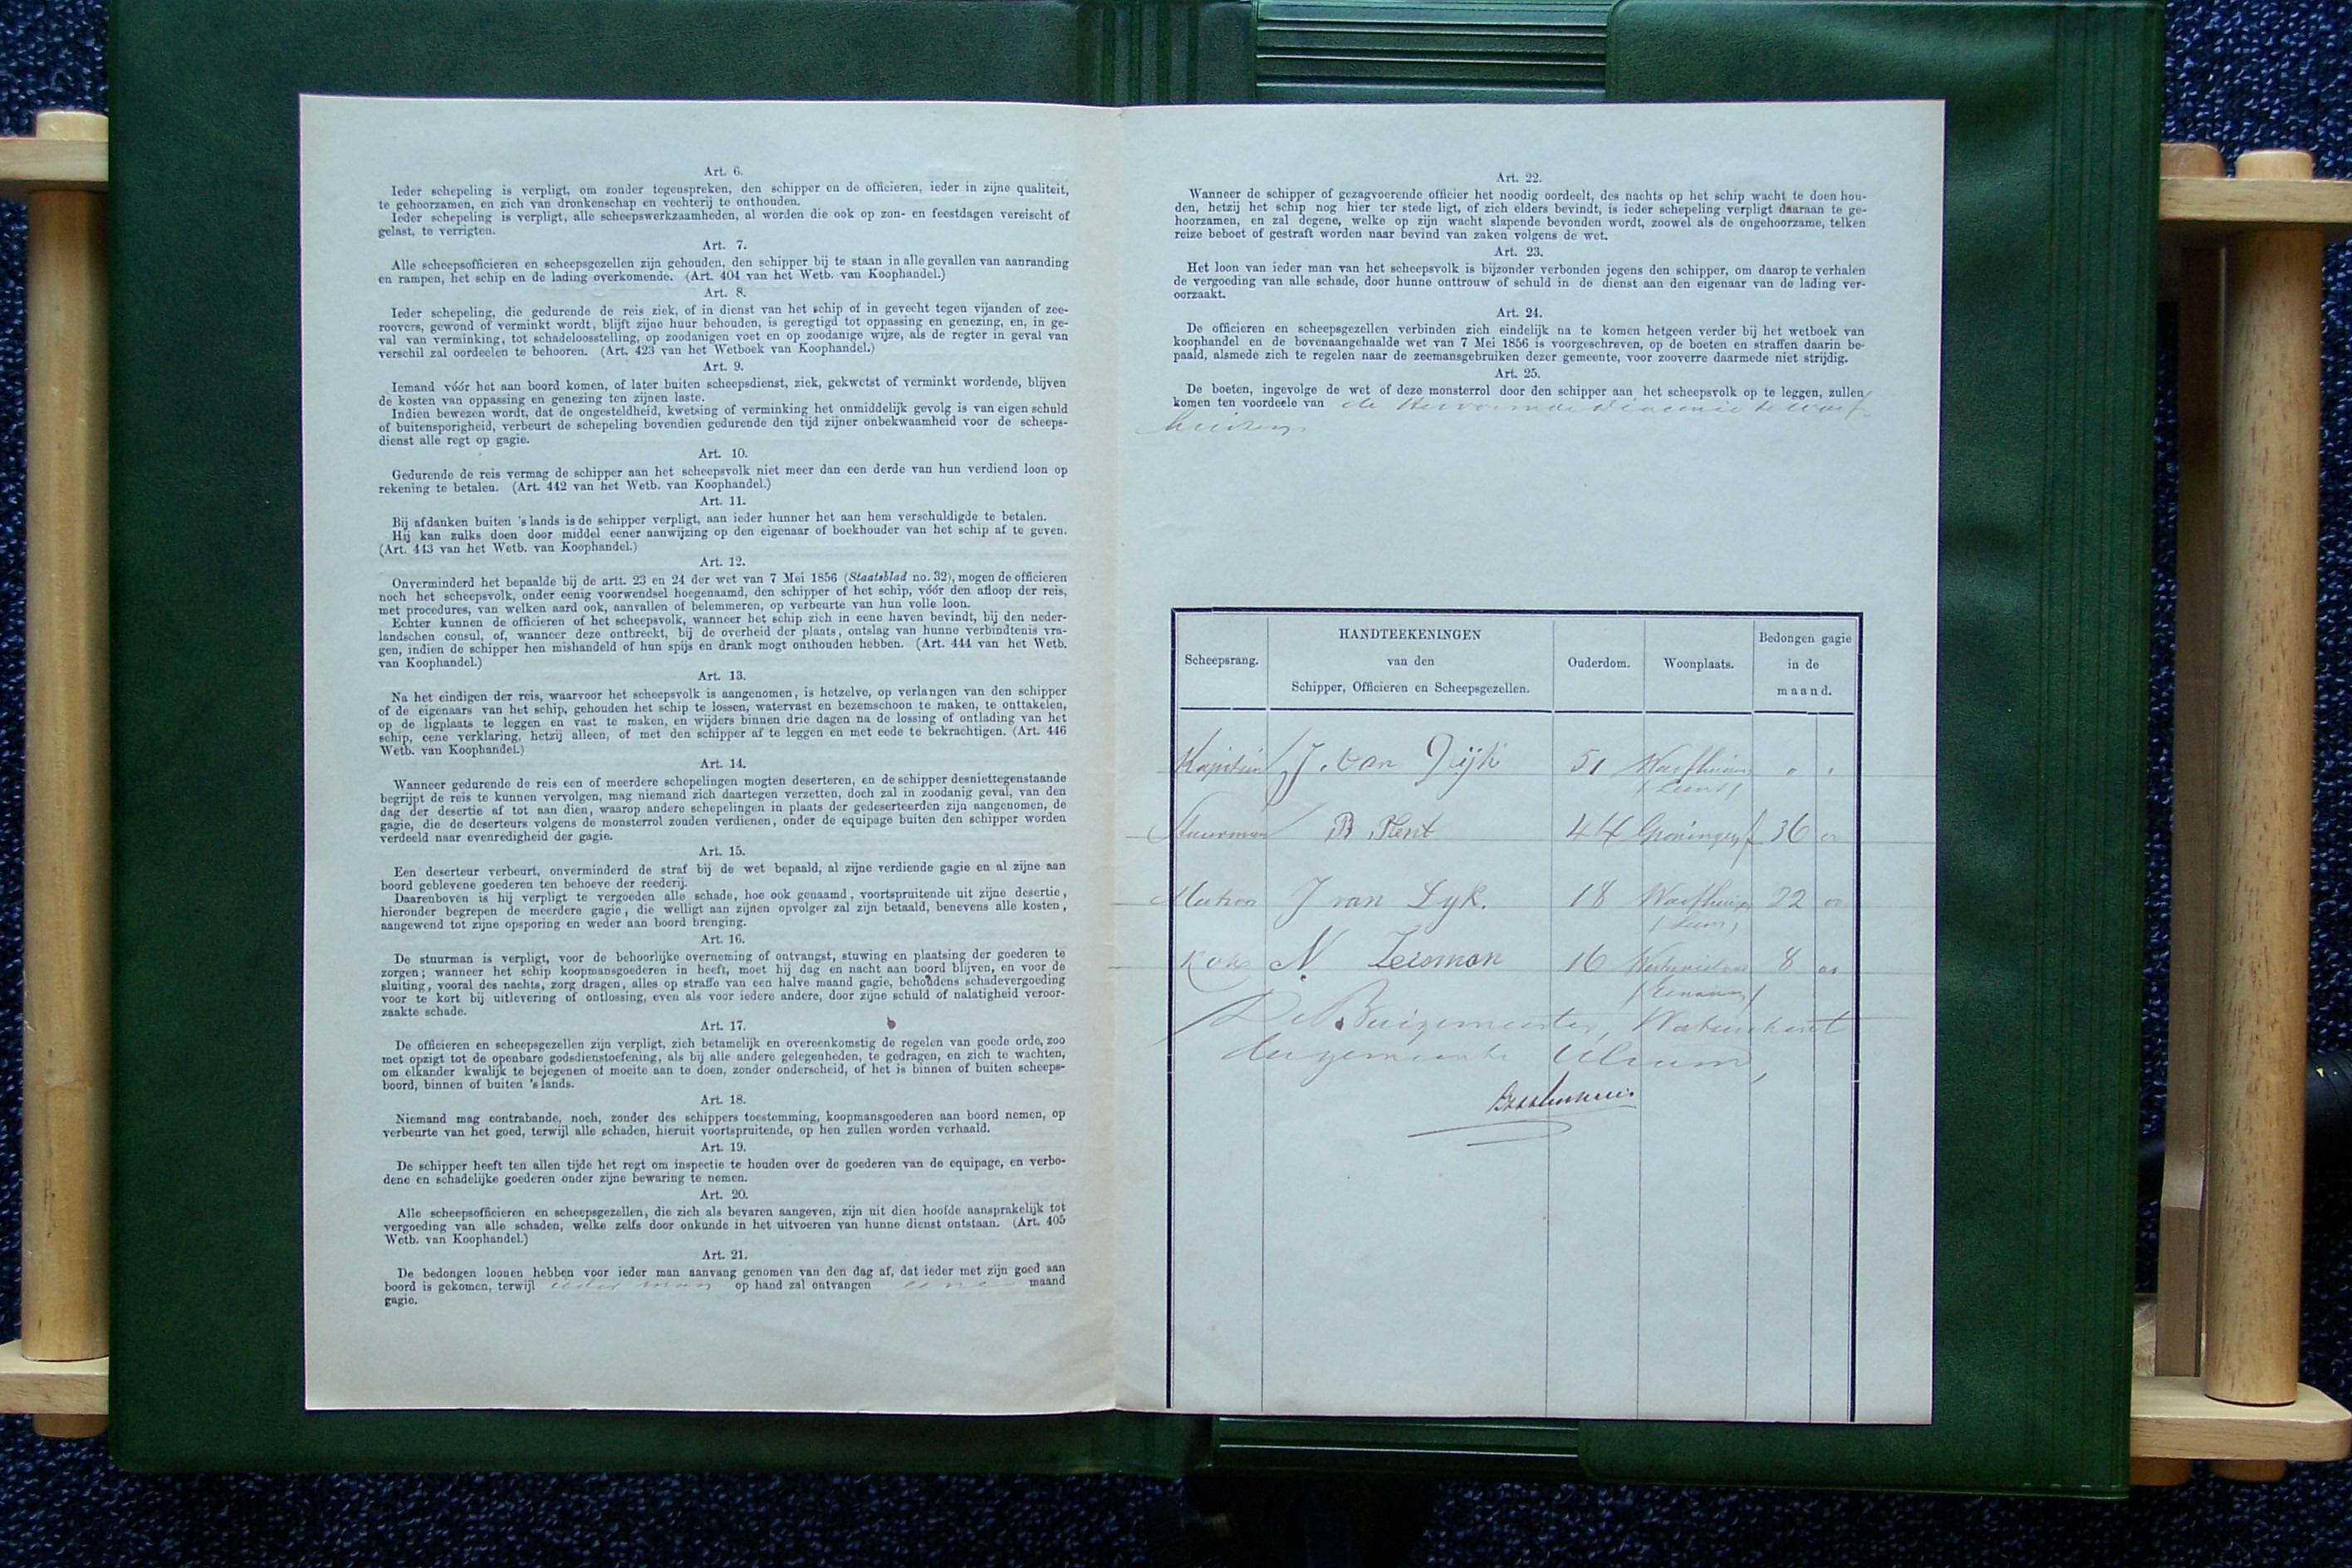 Art. 6.
Ieder schepeling is verpligt, om zonder tegenspreken, den schipper en de officieren, ieder in zijne qualiteit,
te gehoorzamen, en zich van dronkenschap en vechterij te onthouden.
Ieder schepeling is verpligt, alle scheepswerkzaamheden, al worden die ook op zon- en feestdagen vereischt of
gelast, te verrigten.
Art. 7.
Alle scheepsofficieren en scheepsgezellen zijn gehouden, den schipper bij te staan in alle gevallen van aanranding
en rampen, het schip en de lading overkomende. (Art. 404 van het Wetb. van Koophandel.)
Art. 8.
Ieder schepeling, die gedurende de reis ziek, of in dienst van het schip of in gevecht tegen vijanden of zee-
roovers, gewond of verminkt wordt, blijft zijne huur behouden, is geregtigd tot oppassing en genezing, en, in ge-
val van verminking, tot schadeloosstelling, op zoodanigen voet en op zoodanige wijze, als de regter in geval van
verschil zal oordeelen te behooren. (Art. 423 van het Wetboek van Koophandel.)
Art. 9.
Iemand vóór het aan boord komen, of later buiten scheepsdienst, ziek, gekwetst of verminkt wordende, blijven
de kosten van oppassing en genezing ten zijnen laste.
Indien bewezen wordt, dat de ongesteldheid, kwetsing of verminking het onmiddelijk gevolg is van eigen schuld
of buitensporigheid, verbeurt de schepeling bovendien gedurende den tijd zijner onbekwaamheid voor de scheeps-
dienst alle regt op gagie.
Art. 10.
Gedurende de reis vermag de schipper aan het scheepsvolk niet meer dan een derde van hun verdiend loon op
rekening te betalen. (Art. 442 van het Wetb. van Koophandel.)
Art. 11.
Bij afdanken buiten 's lands is de schipper verpligt, aan ieder hunner het aan hem verschuldigde te betalen.
Hij kan zulks doen door middel eener aanwijzing op den eigenaar of boekhouder van het schip af te geven.
(Art. 443 van het Wetb. van Koophandel.)
Art. 12.
Onverminderd het bepaalde bij de artt. 23 en 24 der wet van 7 Mei 1856 (Staatsblad no. 32), mogen de officieren
noch het scheepsvolk, onder eenig voorwendsel hoegenaamd, den schipper of het schip, vóór den afloop der reis,
met procedures, van welken aard ook, aanvallen of belemmeren, op verbeurte van hun volle loon.
Echter kunnen de officieren of het scheepsvolk, wanneer het schip zich in eene haven bevindt, bij den neder-
landschen consul, of, wanneer deze ontbreekt, bij de overheid der plaats, ontslag van hunne verbindtenis vra-
gen, indien de schipper hen mishandeld of hun spijs en drank mogt onthouden hebben. (Art. 444 van het Wetb.
van Koophandel.)
Art. 13.
Na het eindigen der reis, waarvoor het scheepsvolk is aangenomen, is hetzelve, op verlangen van den schipper
of de eigenaars van het schip, gehouden het schip te lossen, watervast en bezemschoon te maken, te onttakelen,
op de ligplaats te leggen en vast te maken, en wijders binnen drie dagen na de lossing of ontlading van het
schip, eene verklaring, hetzij alleen, of met den schipper af te leggen en met eede te bekrachtigen. (Art. 446
Wetb. van Koophandel.)
Art. 14.
Wanneer gedurende de reis een of meerdere schepelingen mogten deserteren, en de schipper desniettegenstaande
begrijpt de reis te kunnen vervolgen, mag niemand zich daartegen verzetten, doch zal in zoodanig geval, van den
dag der desertie af tot aan dien, waarop andere schepelingen in plaats der gedeserteerden zijn aangenomen, de
gagie, die de deserteurs volgens de monsterrol zouden verdienen, onder de equipage buiten den schipper worden
verdeeld naar evenredigheid der gagie.
Art. 15.
Een deserteur verbeurt, onverminderd de straf bij de wet bepaald, al zijne verdiende gagie en al zijne aan
boord geblevene goederen ten behoeve der reederij.
Daarenboven is hij verpligt te vergoeden alle schade, hoe ook genaamd, voortspruitende uit zijne desertie,
hieronder begrepen de meerdere gagie, die welligt aan zijnen opvolger zal zijn betaald, benevens alle kosten,
aangewend tot zijne opsporing en weder aan boord brenging.
Art. 16.
De stuurman is verpligt, voor de behoorlijke overneming of ontvangst, stuwing en plaatsing der goederen te
zorgen; wanneer het schip koopmansgoederen in heeft, moet hij dag en nacht aan boord blijven, en voor de
sluiting, vooral des nachts, zorg dragen, alles op straffe van een halve maand gagie, behoudens schadevergoeding
voor te kort bij uitlevering of ontlossing, even als voor iedere andere, door zijne schuld of nalatigheid veroor-
zaakte schade.
Art. 17.
De officieren en scheepsgezellen zijn verpligt, zich betamelijk en overeenkomstig de regelen van goede orde, zoo
met opzigt tot de openbare godsdienstoefening, als bij alle andere gelegenheden, te gedragen, en zich te wachten,
om elkander kwalijk te bejegenen of moeite aan te doen, zonder onderscheid, of het is binnen of buiten scheeps-
boord, binnen of buiten 's lands.
Art. 18.
Niemand mag contrabande, noch, zonder des schippers toestemming, koopmansgoederen aan boord nemen, op
verbeurte van het goed, terwijl alle schaden, hieruit voortspruitende, op hen zullen worden verhaald.
Art. 19.
De schipper heeft ten allen tijde het regt om inspectie te houden over de goederen van de equipage, en verbo-
dene en schadelijke goederen onder zijne bewaring te nemen.
Art. 20.
Alle scheepsofficieren en scheepsgezellen, die zich als bevaren aangeven, zijn uit dien hoofde aansprakelijk tot
vergoeding van alle schaden, welke zelfs door onkunde in het uitvoeren van hunne dienst ontstaan. (Art. 405
Wetb. van Koophandel.)
Art. 21.
De bedongen loonen hebben voor ieder man aanvang genomen van den dag af, dat ieder met zijn goed aan
boord is gekomen, terwijl ieder man op hand zal ontvangen eene maand
gagie.
Art. 22.
Wanneer de schipper of gezagvoerende officier het noodig oordeelt, des nachts op het schip wacht te doen hou-
den, hetzij het schip nog hier ter stede ligt, of zich elders bevindt, is ieder schepeling verpligt daaraan te ge-
hoorzamen, en zal degene, welke op zijn wacht slapende bevonden wordt, zoowel als de ongehoorzame, telken
reize beboet of gestraft worden naar bevind van zaken volgens de wet.
Art. 23.
Het loon van ieder man van het scheepsvolk is bijzonder verbonden jegens den schipper, om daarop te verhalen
de vergoeding van alle schade, door hunne onttrouw of schuld in de dienst aan den eigenaar van de lading ver-
oorzaakt.
Art. 24.
De officieren en scheepsgezellen verbinden zich eindelijk na te komen hetgeen verder bij het wetboek van
koophandel en de bovenaangehaalde wet van 7 Mei 1856 is voorgeschreven, op de boeten en straffen daarin be-
paald, alsmede zich te regelen naar de zeemansgebruiken dezer gemeente, voor zooverre daarmede niet strijdig.
Art. 25.
De boeten, ingevolge de wet of deze monsterrol door den schipper aan het scheepsvolk op te leggen, zullen
komen ten voordeele van de Hervormde diaconie te Warf-
huizen.
Scheepsrang. HANDTEEKENINGEN van den Schipper, Officieren en Scheepsgezellen. Ouderdom. Woonplaats. Bedongen gagie in de maand.
Kapitein J. van Dijk 51 Warfhuizen
(Leens)
Stuurman B Plent 44 Groningen f 36 00
Matroos J van Dyk. 18 Warfhuizen 22 00
(Leens)
Kok N. Zeisman 16 8 00
De Burgemeester, Waterschout
der gemeente Ulrum,